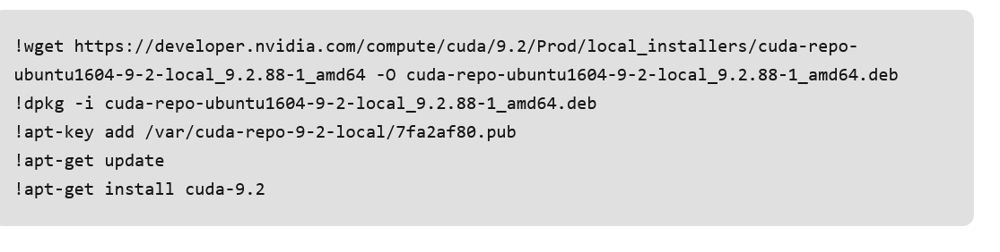 !wget https://developer.nvidia.com/compute/cuda/9.2/Prod/local_installers/cuda-repo-
ubuntu1604-9-2-local_9.2.88-1_amd64 -O cuda-repo-ubuntu1604-9-2-local_9.2.88-1_amd64.deb
!dpkg -i cuda-repo-ubuntu1604-9-2-local_9.2.88-1_amd64.deb
!apt-key add /var/cuda-repo-9-2-local/7fa2af80.pub
!apt-get update
!apt-get install cuda-9.2